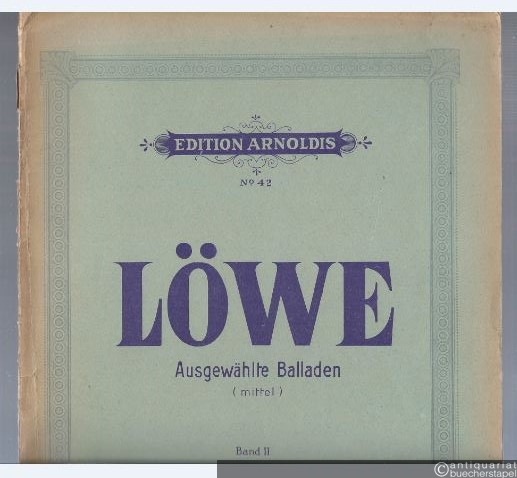 EDITION ARNOLDIS
No 42
LÖWE
Ausgewählte Balladen
(mittel)
Band II
©antiquariat
buecherstapel